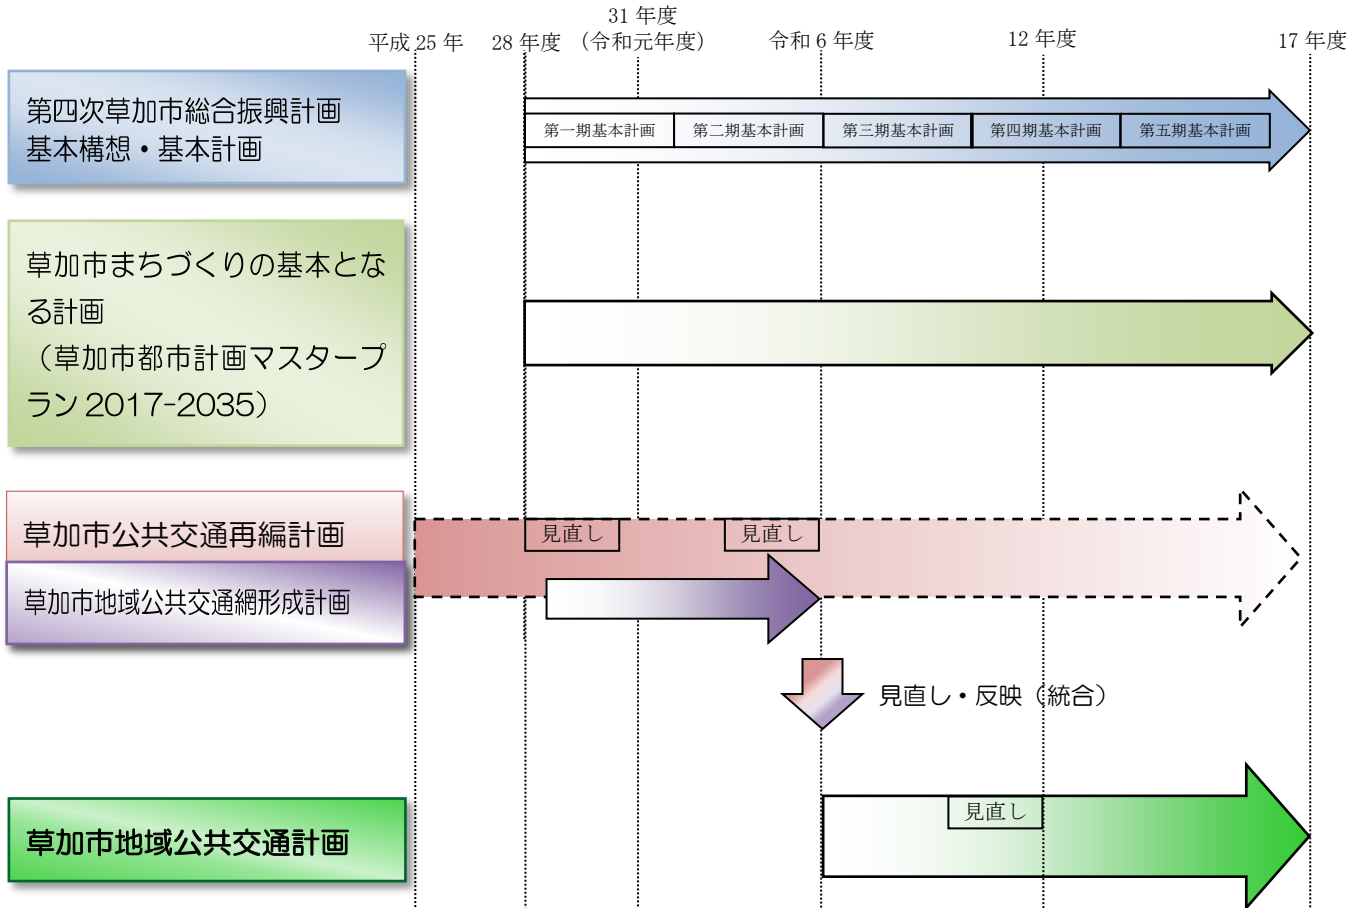 31 年度
平成 25 年
28 年度
（令和元年度）
令和 6 年度
12 年度
17 年度
第四次草加市総合振興計画
基本構想・基本計画
第一期基本計画
第二期基本計画
第三期基本計画
第四期基本計画
第五期基本計画
草加市まちづくりの基本とな
る計画
（草加市都市計画マスタープ
ラン 2017-2035）
草加市公共交通再編計画
見直し
見直し
草加市地域公共交通網形成計画
見直し・反映（統合）
草加市地域公共交通計画
見直し